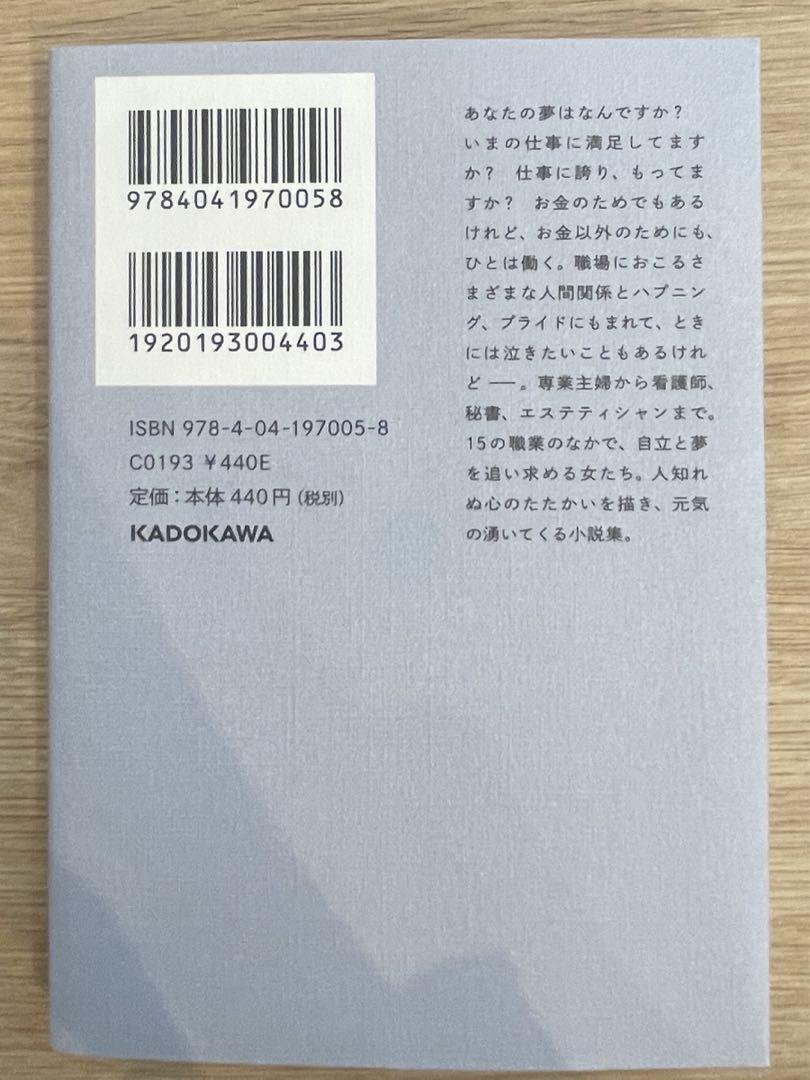 9784041970058
1920193004403
ISBN 978-4-04-197005-8
C0193 ¥440E
定価：本体440円（税別）
KADOKAWA
あなたの夢はなんですか？
いまの仕事に満足してます
か？　仕事に誇り、もってま
すか？　お金のためでもある
けれど、お金以外のためにも、
ひとは働く。職場におこるさ
まざまな人間関係とハプニン
グ、プライドにもまれて、とき
には泣きたいこともあるけれ
ど──。専業主婦から看護師、
秘書、エステティシャンまで。
15の職業のなかで、自立と夢
を追い求める女たち。人知れ
ぬ心のたたかいを描き、元気
の湧いてくる小説集。